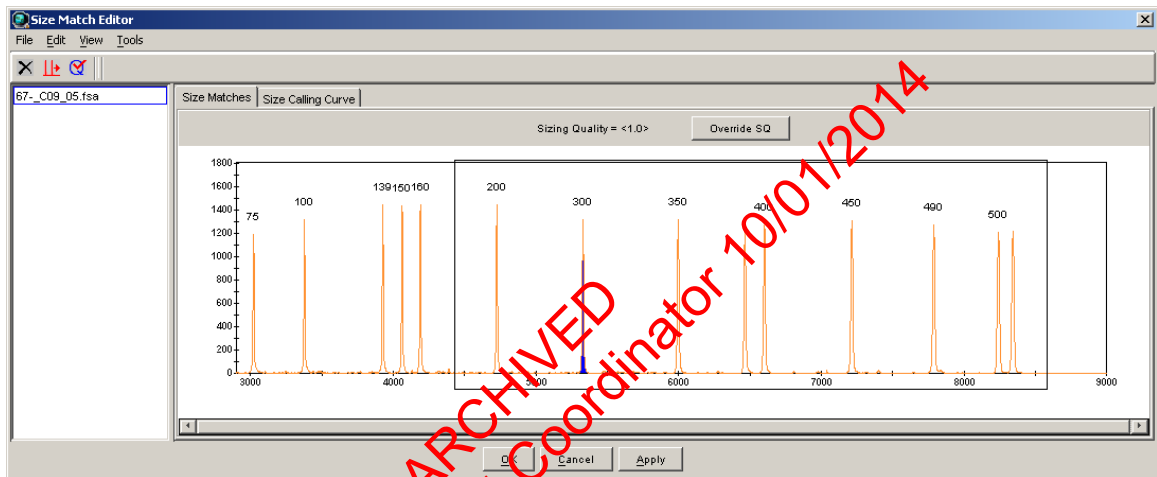 Size Match Editor
File Edit View Tools
67-_C09_05.fsa
Size Matches Size Calling Curve
Sizing Quality = <1.0> Override SQ
1800
1600
1400
1200
1000
800
600
400
200
0
75 100 139 150 160 200 300 350 400 450 490 500
3000 4000 5000 6000 7000 8000 9000
OK Cancel Apply
ARCHIVED
Coordinator 10/01/2014